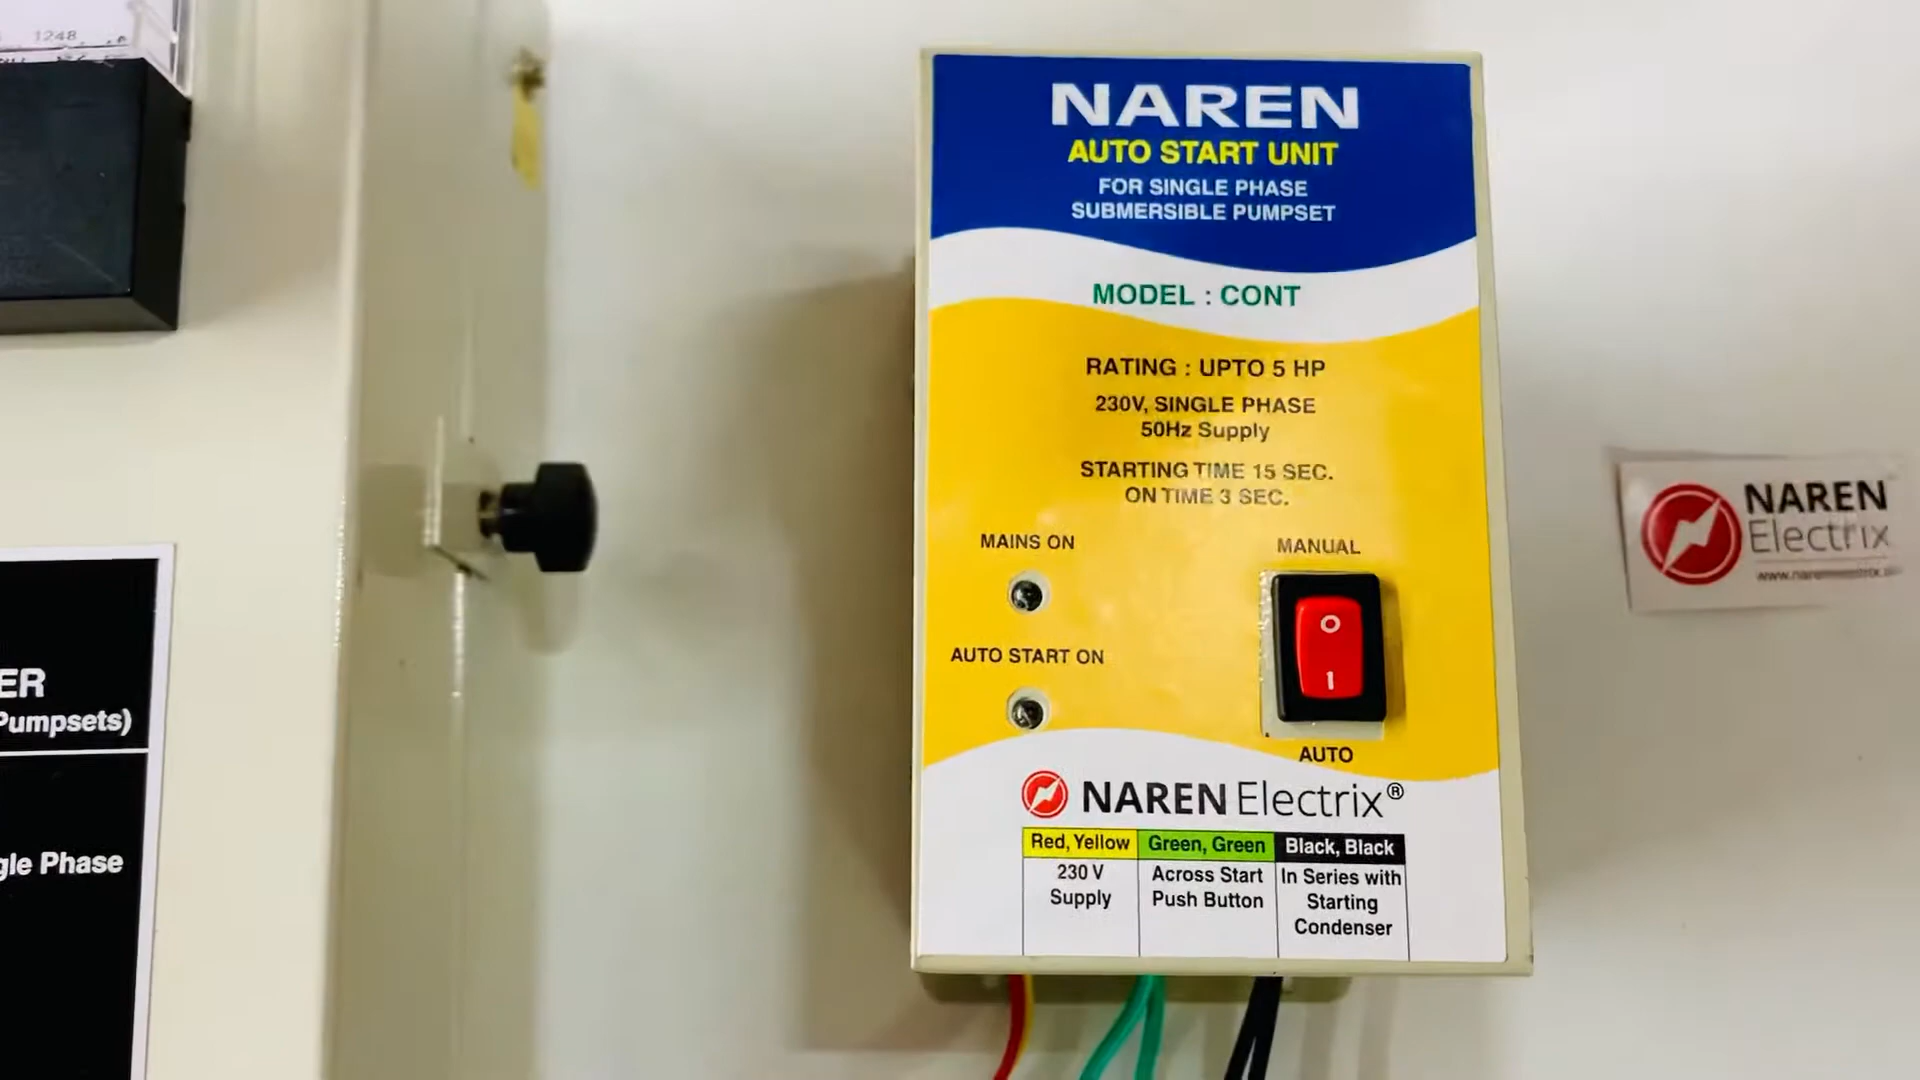 1248
ER
Pumpsets)
gle Phase
NAREN
AUTO START UNIT
FOR SINGLE PHASE
SUBMERSIBLE PUMPSET
MODEL : CONT
RATING : UPTO 5 HP
230V, SINGLE PHASE
50Hz Supply
STARTING TIME 15 SEC.
ON TIME 3 SEC.
MAINS ON
MANUAL
O
I
AUTO START ON
AUTO
NAREN Electrix®
Red, Yellow
230 V
Supply
Green, Green
Across Start
Push Button
Black, Black
In Series with
Starting
Condenser
NAREN
Electrix